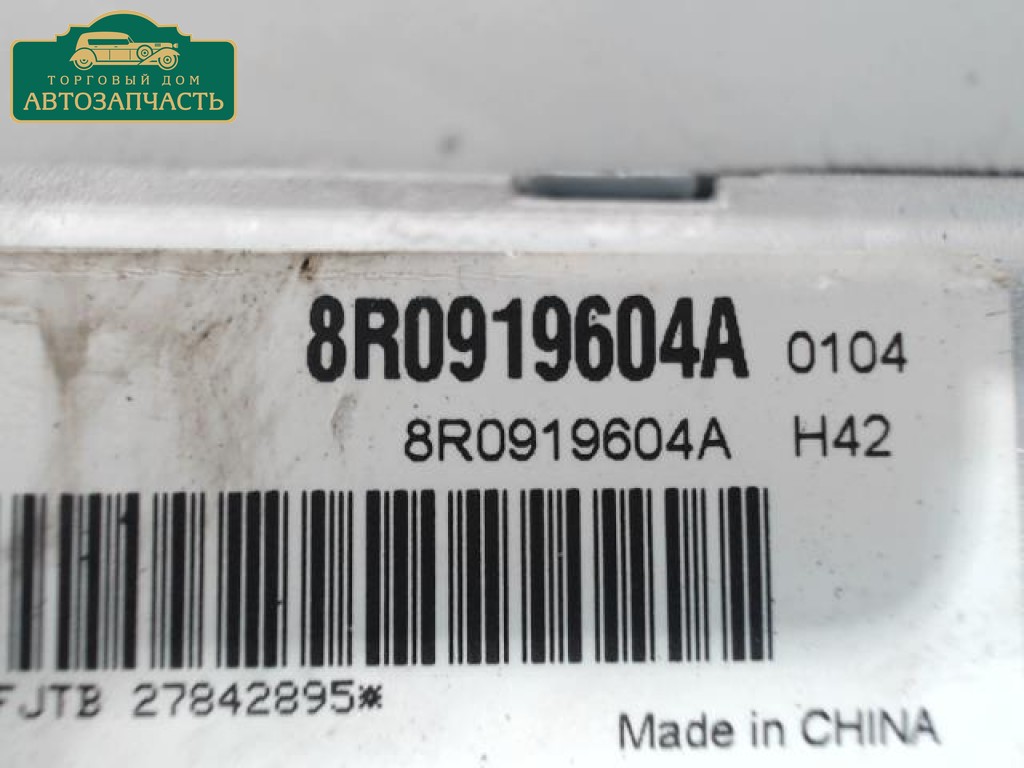 ТОРГОВЫЙ ДОМ
АВТОЗАПЧАСТЬ
8R0919604A 0104
8R0919604A H42
FJTB 27842895*
Made in CHINA